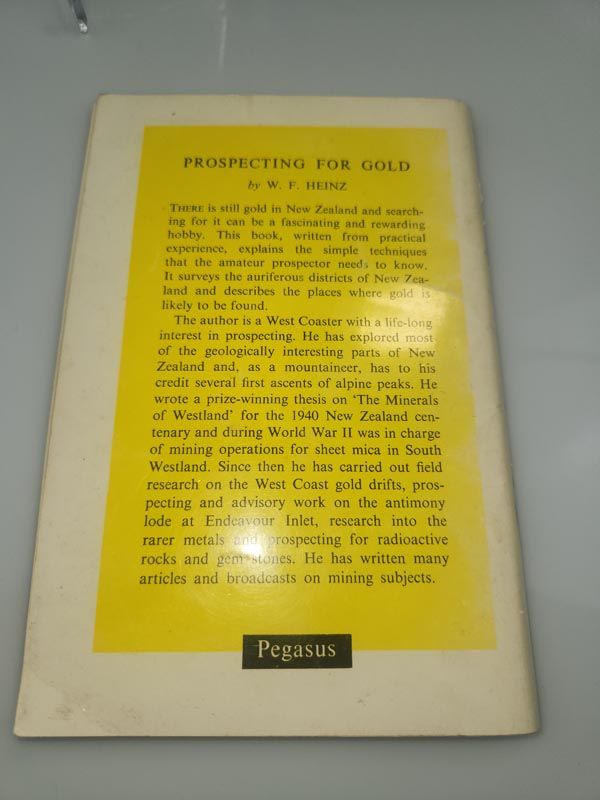 PROSPECTING FOR GOLD
by W. F. HEINZ
THERE is still gold in New Zealand and search-
ing for it can be a fascinating and rewarding
hobby. This book, written from practical
experience, explains the simple techniques
that the amateur prospector needs to know.
It surveys the auriferous districts of New Zea-
land and describes the places where gold is
likely to be found.
The author is a West Coaster with a life-long
interest in prospecting. He has explored most
of the geologically interesting parts of New
Zealand and, as a mountaineer, has to his
credit several first ascents of alpine peaks. He
wrote a prize-winning thesis on 'The Minerals
of Westland' for the 1940 New Zealand cen-
tenary and during World War II was in charge
of mining operations for sheet mica in South
Westland. Since then he has carried out field
research on the West Coast gold drifts, pros-
pecting and advisory work on the antimony
lode at Endeavour Inlet, research into the
rarer metals and prospecting for radioactive
rocks and gem stones. He has written many
articles and broadcasts on mining subjects.
Pegasus